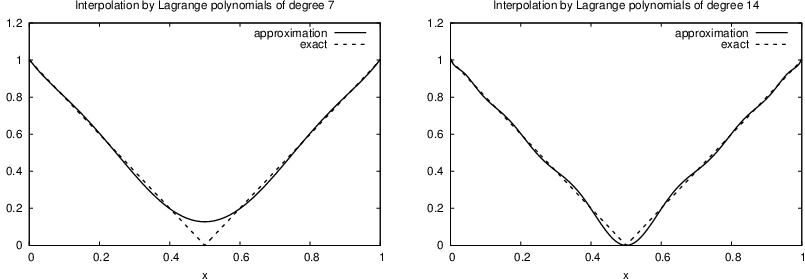 Interpolation by Lagrange polynomials of degree 7
1.2
approximation
exact
1
0.8
0.6
0.4
0.2
0
0 0.2 0.4 0.6 0.8 1
x
Interpolation by Lagrange polynomials of degree 14
1.2
approximation
exact
1
0.8
0.6
0.4
0.2
0
0 0.2 0.4 0.6 0.8 1
x